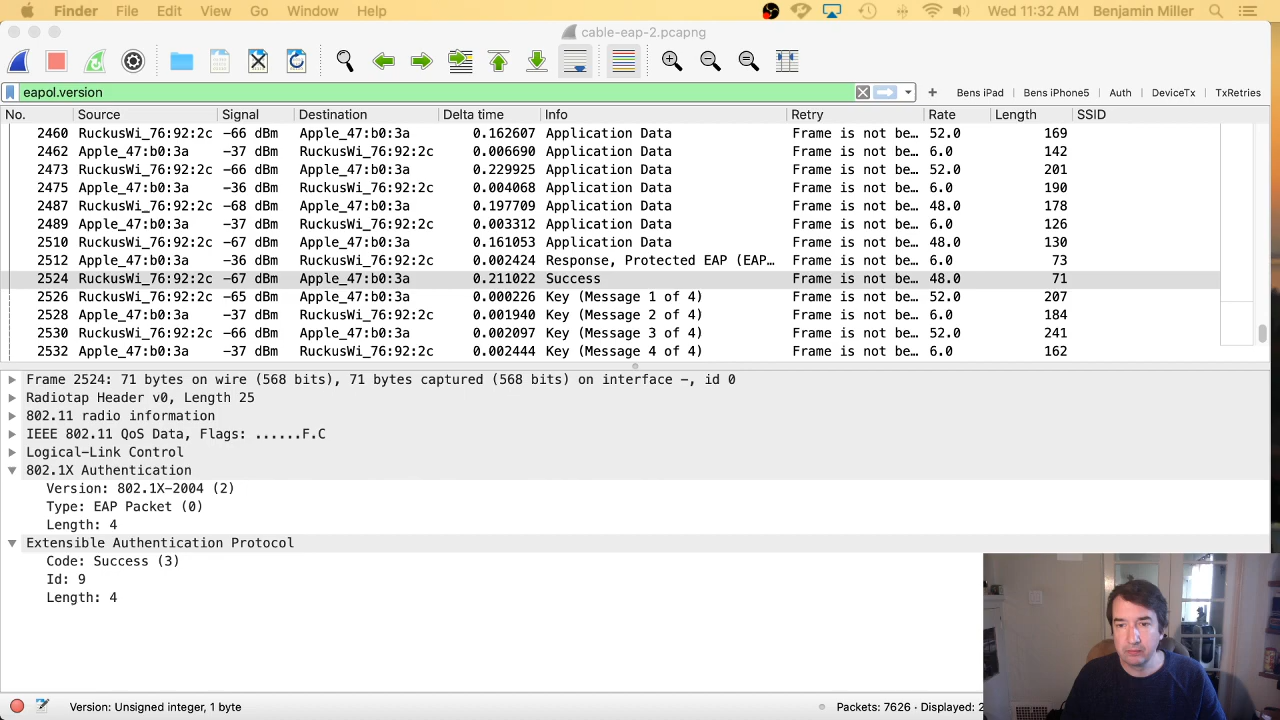 Finder File Edit View Go Window Help Wed 11:32 AM Benjamin Miller
cable-eap-2.pcapng
eapol.version Bens iPad Bens iPhone5 Auth DeviceTx TxRetries
No. Source Signal Destination Delta time Info Retry Rate Length SSID
2460 RuckusWi_76:92:2c -66 dBm Apple_47:b0:3a 0.162607 Application Data Frame is not be… 52.0 169
2462 Apple_47:b0:3a -37 dBm RuckusWi_76:92:2c 0.006690 Application Data Frame is not be… 6.0 142
2473 RuckusWi_76:92:2c -66 dBm Apple_47:b0:3a 0.229925 Application Data Frame is not be… 52.0 201
2475 Apple_47:b0:3a -36 dBm RuckusWi_76:92:2c 0.004068 Application Data Frame is not be… 6.0 190
2487 RuckusWi_76:92:2c -68 dBm Apple_47:b0:3a 0.197709 Application Data Frame is not be… 48.0 178
2489 Apple_47:b0:3a -37 dBm RuckusWi_76:92:2c 0.003312 Application Data Frame is not be… 6.0 126
2510 RuckusWi_76:92:2c -67 dBm Apple_47:b0:3a 0.161053 Application Data Frame is not be… 48.0 130
2512 Apple_47:b0:3a -36 dBm RuckusWi_76:92:2c 0.002424 Response, Protected EAP (EAP… Frame is not be… 6.0 73
2524 RuckusWi_76:92:2c -67 dBm Apple_47:b0:3a 0.211022 Success Frame is not be… 48.0 71
2526 RuckusWi_76:92:2c -65 dBm Apple_47:b0:3a 0.000226 Key (Message 1 of 4) Frame is not be… 52.0 207
2528 Apple_47:b0:3a -37 dBm RuckusWi_76:92:2c 0.001940 Key (Message 2 of 4) Frame is not be… 6.0 184
2530 RuckusWi_76:92:2c -66 dBm Apple_47:b0:3a 0.002097 Key (Message 3 of 4) Frame is not be… 52.0 241
2532 Apple_47:b0:3a -37 dBm RuckusWi_76:92:2c 0.002444 Key (Message 4 of 4) Frame is not be… 6.0 162
Frame 2524: 71 bytes on wire (568 bits), 71 bytes captured (568 bits) on interface -, id 0
Radiotap Header v0, Length 25
802.11 radio information
IEEE 802.11 QoS Data, Flags: ......F.C
Logical-Link Control
802.1X Authentication
Version: 802.1X-2004 (2)
Type: EAP Packet (0)
Length: 4
Extensible Authentication Protocol
Code: Success (3)
Id: 9
Length: 4
Version: Unsigned integer, 1 byte Packets: 7626 · Displayed: